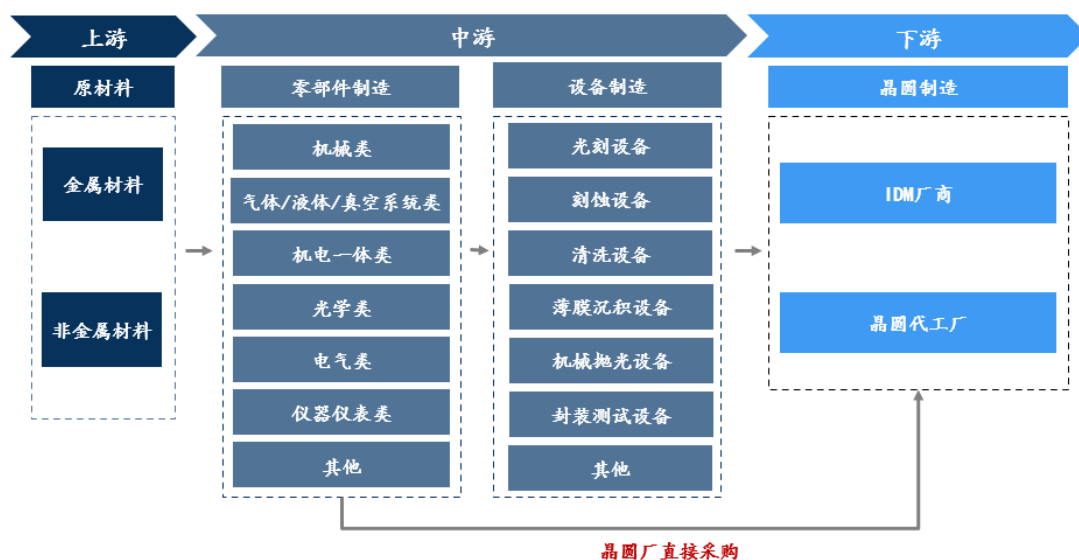 上游
中游
下游
原材料
零部件制造
设备制造
晶圆制造
金属材料
非金属材料
机械类
气体/液体/真空系统类
机电一体类
光学类
电气类
仪器仪表类
其他
光刻设备
刻蚀设备
清洗设备
薄膜沉积设备
机械抛光设备
封装测试设备
其他
IDM厂商
晶圆代工厂
晶圆厂直接采购